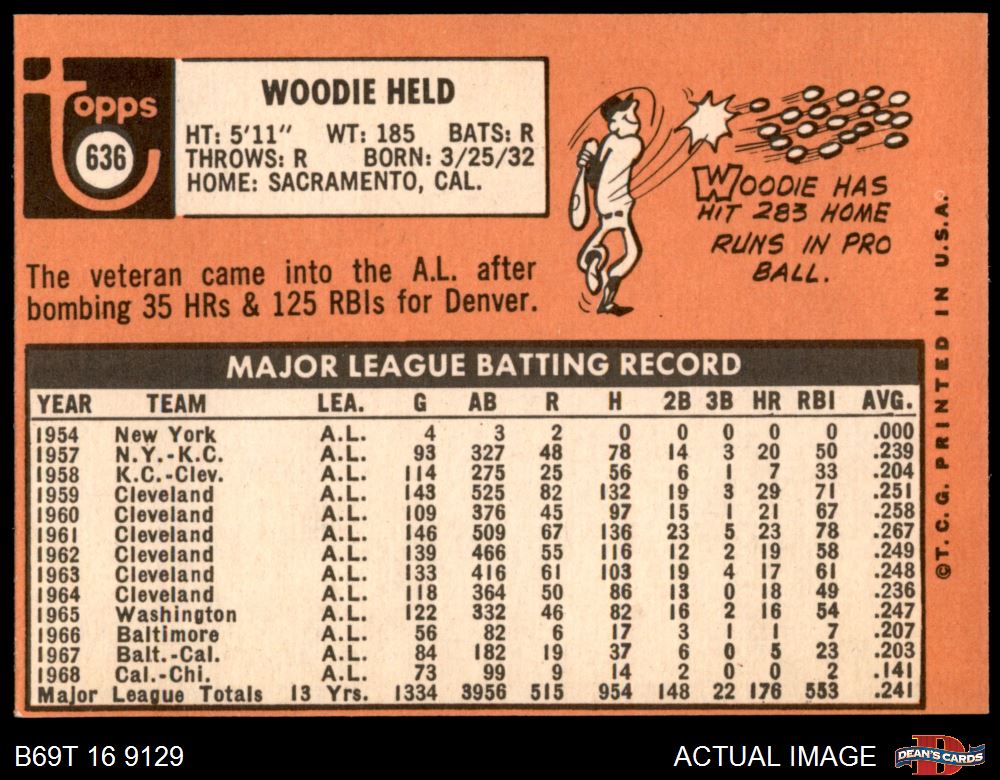 Topps
636
WOODIE HELD
HT: 5'11" WT: 185 BATS: R
THROWS: R BORN: 3/25/32
HOME: SACRAMENTO, CAL.
WOODIE HAS
HIT 283 HOME
RUNS IN PRO
BALL.
The veteran came into the A.L. after
bombing 35 HRs & 125 RBIs for Denver.
MAJOR LEAGUE BATTING RECORD
YEAR TEAM LEA. G AB R H 2B 3B HR RBI AVG.
1954 New York A.L. 4 3 2 0 0 0 0 0 .000
1957 N.Y.-K.C. A.L. 93 327 48 78 14 3 20 50 .239
1958 K.C.-Clev. A.L. 114 275 25 56 6 1 7 33 .204
1959 Cleveland A.L. 143 525 82 132 19 3 29 71 .251
1960 Cleveland A.L. 109 376 45 97 15 1 21 67 .258
1961 Cleveland A.L. 146 509 67 136 23 5 23 78 .267
1962 Cleveland A.L. 139 466 55 116 12 2 19 58 .249
1963 Cleveland A.L. 133 416 61 103 19 4 17 61 .248
1964 Cleveland A.L. 118 364 50 86 13 0 18 49 .236
1965 Washington A.L. 122 332 46 82 16 2 16 54 .247
1966 Baltimore A.L. 56 82 6 17 3 1 1 7 .207
1967 Balt.-Cal. A.L. 84 182 19 37 6 0 5 23 .203
1968 Cal.-Chi. A.L. 73 99 9 14 2 0 0 2 .141
Major League Totals 13 Yrs. 1334 3956 515 954 148 22 176 553 .241
©T.C.G. PRINTED IN U.S.A.
B69T 16 9129
ACTUAL IMAGE
DEAN'S CARDS